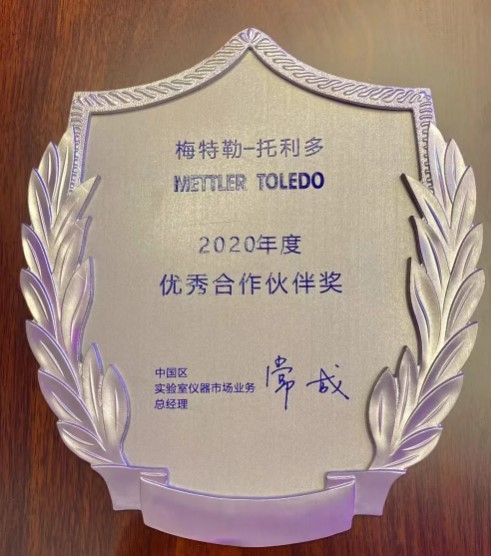 梅特勒-托利多
METTLER TOLEDO
2020年度
优秀合作伙伴奖
中国区
实验室仪器市场业务
总经理